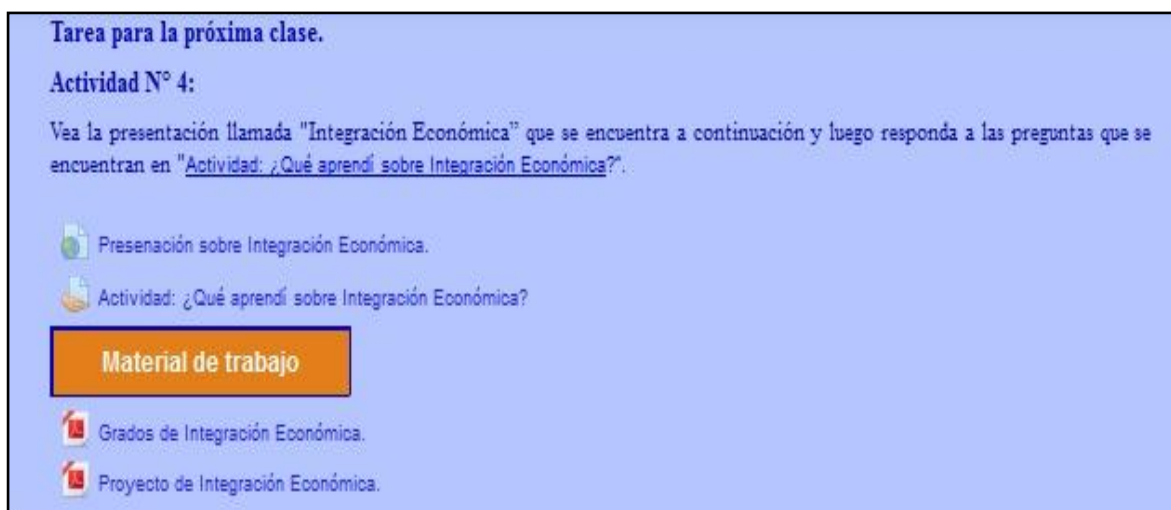 Tarea para la próxima clase.
Actividad N° 4:
Vea la presentación llamada "Integración Económica” que se encuentra a continuación y luego responda a las preguntas que se
encuentran en "Actividad: ¿Qué aprendí sobre Integración Económica?".
Presenación sobre Integración Económica.
Actividad: ¿Qué aprendí sobre Integración Económica?
Material de trabajo
Grados de Integración Económica.
Proyecto de Integración Económica.